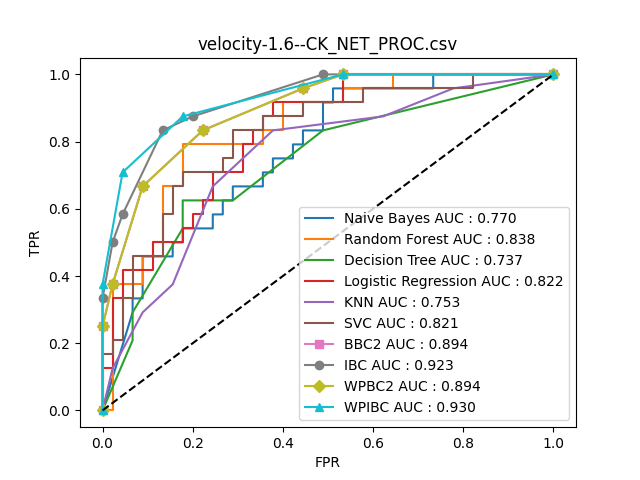 velocity-1.6--CK_NET_PROC.csv
1.0
0.8
0.6
0.4
0.2
0.0
TPR
Naive Bayes AUC : 0.770
Random Forest AUC : 0.838
Decision Tree AUC : 0.737
Logistic Regression AUC : 0.822
KNN AUC : 0.753
SVC AUC : 0.821
BBC2 AUC : 0.894
IBC AUC : 0.923
WPBC2 AUC : 0.894
WPIBC AUC : 0.930
0.0 0.2 0.4 0.6 0.8 1.0
FPR